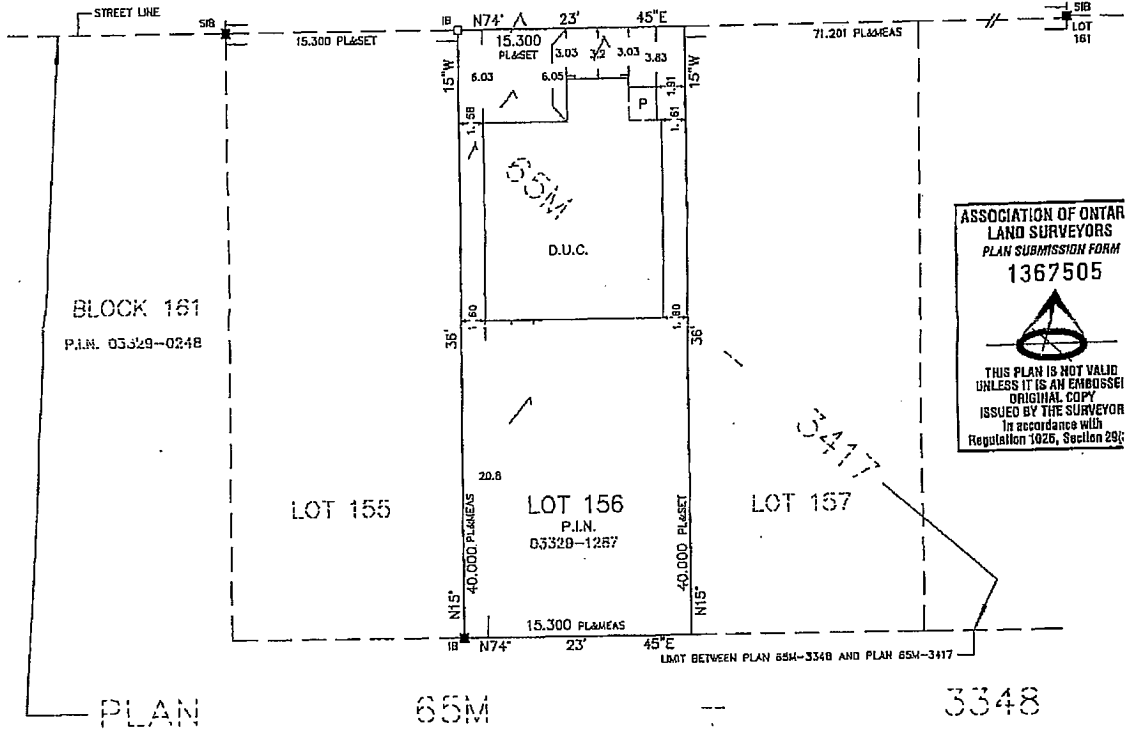 STREET LINE
SIB
15.300 PL&SET
IB
N74° 23' 45"E
15.300
PL&SET
71.201 PL&MEAS
SIB
LOT
161
3.03
3.2
3.03
3.83
6.03
6.05
15"W
15"W
1.91
P
1.58
1.61
65M
D.U.C.
ASSOCIATION OF ONTAR
LAND SURVEYORS
PLAN SUBMISSION FORM
1367505
THIS PLAN IS NOT VALID
UNLESS IT IS AN EMBOSSE
ORIGINAL COPY
ISSUED BY THE SURVEYOR
In accordance with
Regulation 1026, Section 29(
BLOCK 161
P.I.N. 03329-0248
1.60
1.80
36'
36'
3417
20.8
LOT 155
LOT 156
P.I.N.
03329-1287
LOT 157
40.000 PL&MEAS
40.000 PL&SET
N15°
N15°
15.300 PL&MEAS
IB
N74° 23' 45"E
LIMIT BETWEEN PLAN 65M-3348 AND PLAN 65M-3417
PLAN 65M - 3348